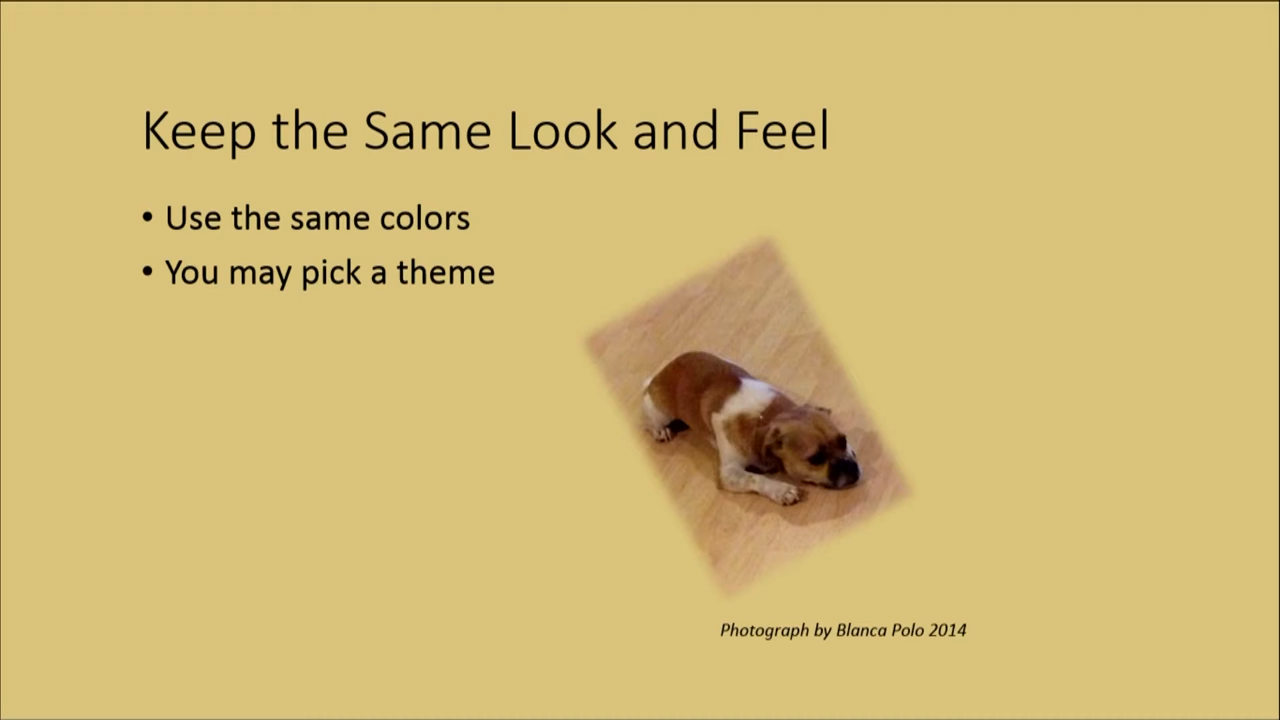 Keep the Same Look and Feel
• Use the same colors
• You may pick a theme
Photograph by Blanca Polo 2014